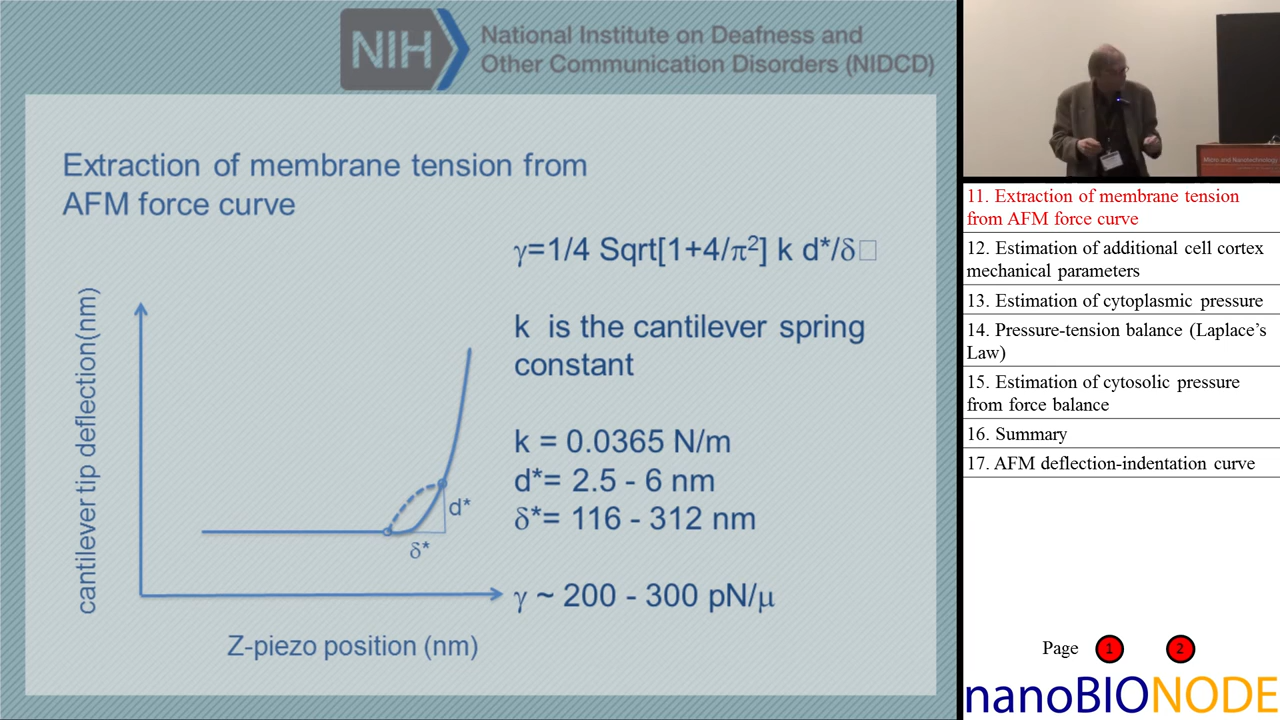 NIH
National Institute on Deafness and
Other Communication Disorders (NIDCD)
Extraction of membrane tension from
AFM force curve
γ=1/4 Sqrt[1+4/π²] k d*/δ□
k is the cantilever spring
constant
k = 0.0365 N/m
d*= 2.5 - 6 nm
δ*= 116 - 312 nm
γ ~ 200 - 300 pN/μ
cantilever tip deflection(nm)
d*
δ*
Z-piezo position (nm)
Micro and Nanotechnology
11. Extraction of membrane tension
from AFM force curve
12. Estimation of additional cell cortex
mechanical parameters
13. Estimation of cytoplasmic pressure
14. Pressure-tension balance (Laplace’s
Law)
15. Estimation of cytosolic pressure
from force balance
16. Summary
17. AFM deflection-indentation curve
Page 1 2
nanoBIONODE